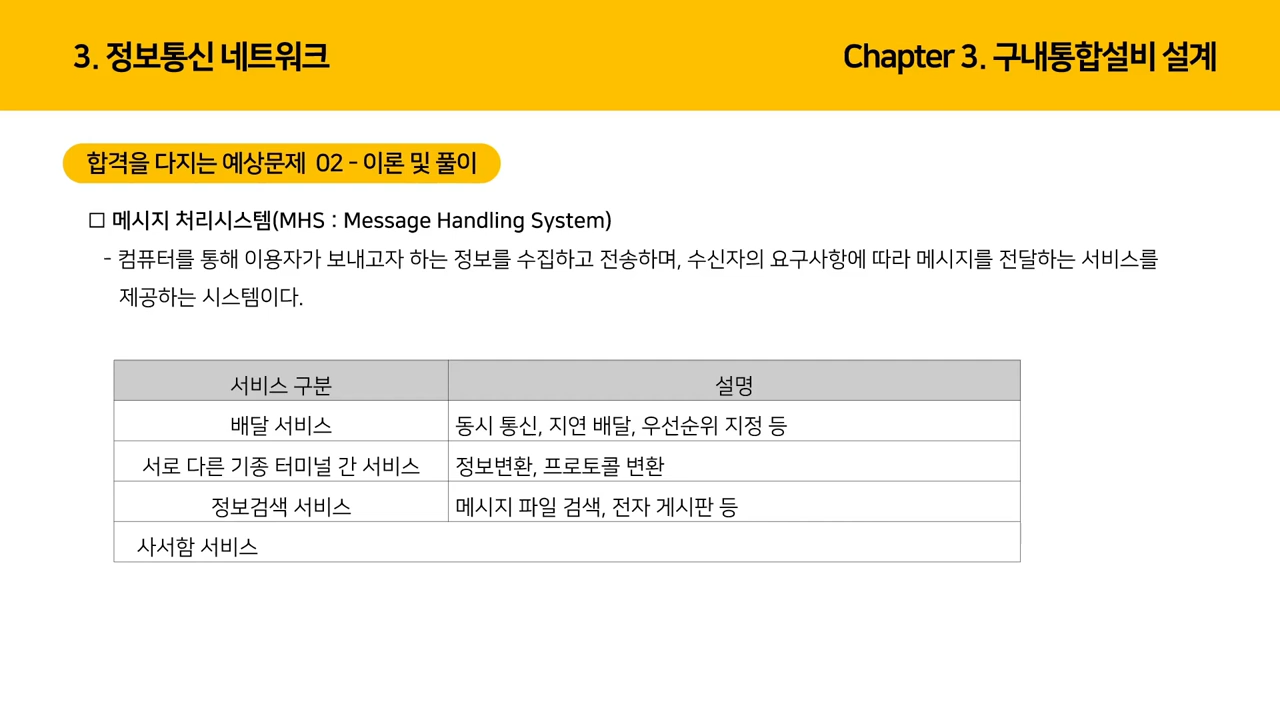 3. 정보통신 네트워크
Chapter 3. 구내통합설비 설계
합격을 다지는 예상문제 02 - 이론 및 풀이
□ 메시지 처리시스템(MHS : Message Handling System)
- 컴퓨터를 통해 이용자가 보내고자 하는 정보를 수집하고 전송하며, 수신자의 요구사항에 따라 메시지를 전달하는 서비스를
제공하는 시스템이다.
서비스 구분 설명
배달 서비스 동시 통신, 지연 배달, 우선순위 지정 등
서로 다른 기종 터미널 간 서비스 정보변환, 프로토콜 변환
정보검색 서비스 메시지 파일 검색, 전자 게시판 등
사서함 서비스